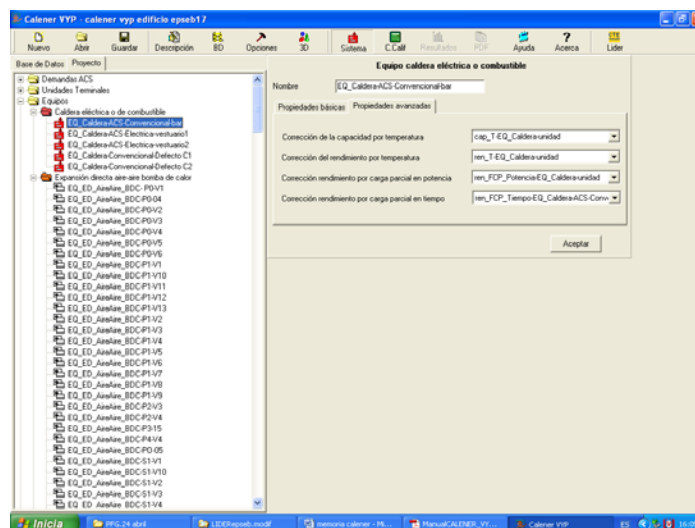 Calener VYP - calener vyp edificio epseb17
Nuevo Abrir Guardar Descripción BD Opciones 3D Sistema C.Calif Resultados PDF Ayuda Acerca Lider
Base de Datos Proyecto
Demandas ACS
Unidades Terminales
Equipos
Caldera eléctrica o de combustible
EQ_Caldera-ACS-Convencional-bar
EQ_Caldera-ACS-Electrica-vestuario1
EQ_Caldera-ACS-Electrica-vestuario2
EQ_Caldera-Convencional-Defecto C1
EQ_Caldera-Convencional-Defecto C2
Expansión directa aire-aire bomba de calor
EQ_ED_AireAire_BDC- P0-V1
EQ_ED_AireAire_BDC-P0-04
EQ_ED_AireAire_BDC-P0-V2
EQ_ED_AireAire_BDC-P0-V3
EQ_ED_AireAire_BDC-P0-V4
EQ_ED_AireAire_BDC-P0-V5
EQ_ED_AireAire_BDC-P0-V6
EQ_ED_AireAire_BDC-P1-V1
EQ_ED_AireAire_BDC-P1-V10
EQ_ED_AireAire_BDC-P1-V11
EQ_ED_AireAire_BDC-P1-V12
EQ_ED_AireAire_BDC-P1-V13
EQ_ED_AireAire_BDC-P1-V2
EQ_ED_AireAire_BDC-P1-V3
EQ_ED_AireAire_BDC-P1-V4
EQ_ED_AireAire_BDC-P1-V5
EQ_ED_AireAire_BDC-P1-V6
EQ_ED_AireAire_BDC-P1-V7
EQ_ED_AireAire_BDC-P1-V8
EQ_ED_AireAire_BDC-P1-V9
EQ_ED_AireAire_BDC-P2-V3
EQ_ED_AireAire_BDC-P2-V4
EQ_ED_AireAire_BDC-P3-15
EQ_ED_AireAire_BDC-P4-V4
EQ_ED_AireAire_BDC-PO-05
EQ_ED_AireAire_BDC-S1-V1
EQ_ED_AireAire_BDC-S1-V10
EQ_ED_AireAire_BDC-S1-V2
EQ_ED_AireAire_BDC-S1-V3
EQ_ED_AireAire_BDC-S1-V4
Equipo caldera eléctrica o combustible
Nombre EQ_Caldera-ACS-Convencional-bar
Propiedades básicas Propiedades avanzadas
Corrección de la capacidad por temperatura cap_T-EQ_Caldera-unidad
Corrección del rendimiento por temperatura ren_T-EQ_Caldera-unidad
Corrección rendimiento por carga parcial en potencia ren_FCP_Potencia-EQ_Caldera-unidad
Corrección rendimiento por carga parcial en tiempo ren_FCP_Tiempo-EQ_Caldera-ACS-Conv
Aceptar
Inicio PFG.24 abril LIDERepseb.modif memoria calener - Mi... ManualCALENER_VY... Calener VYP ES 16:0